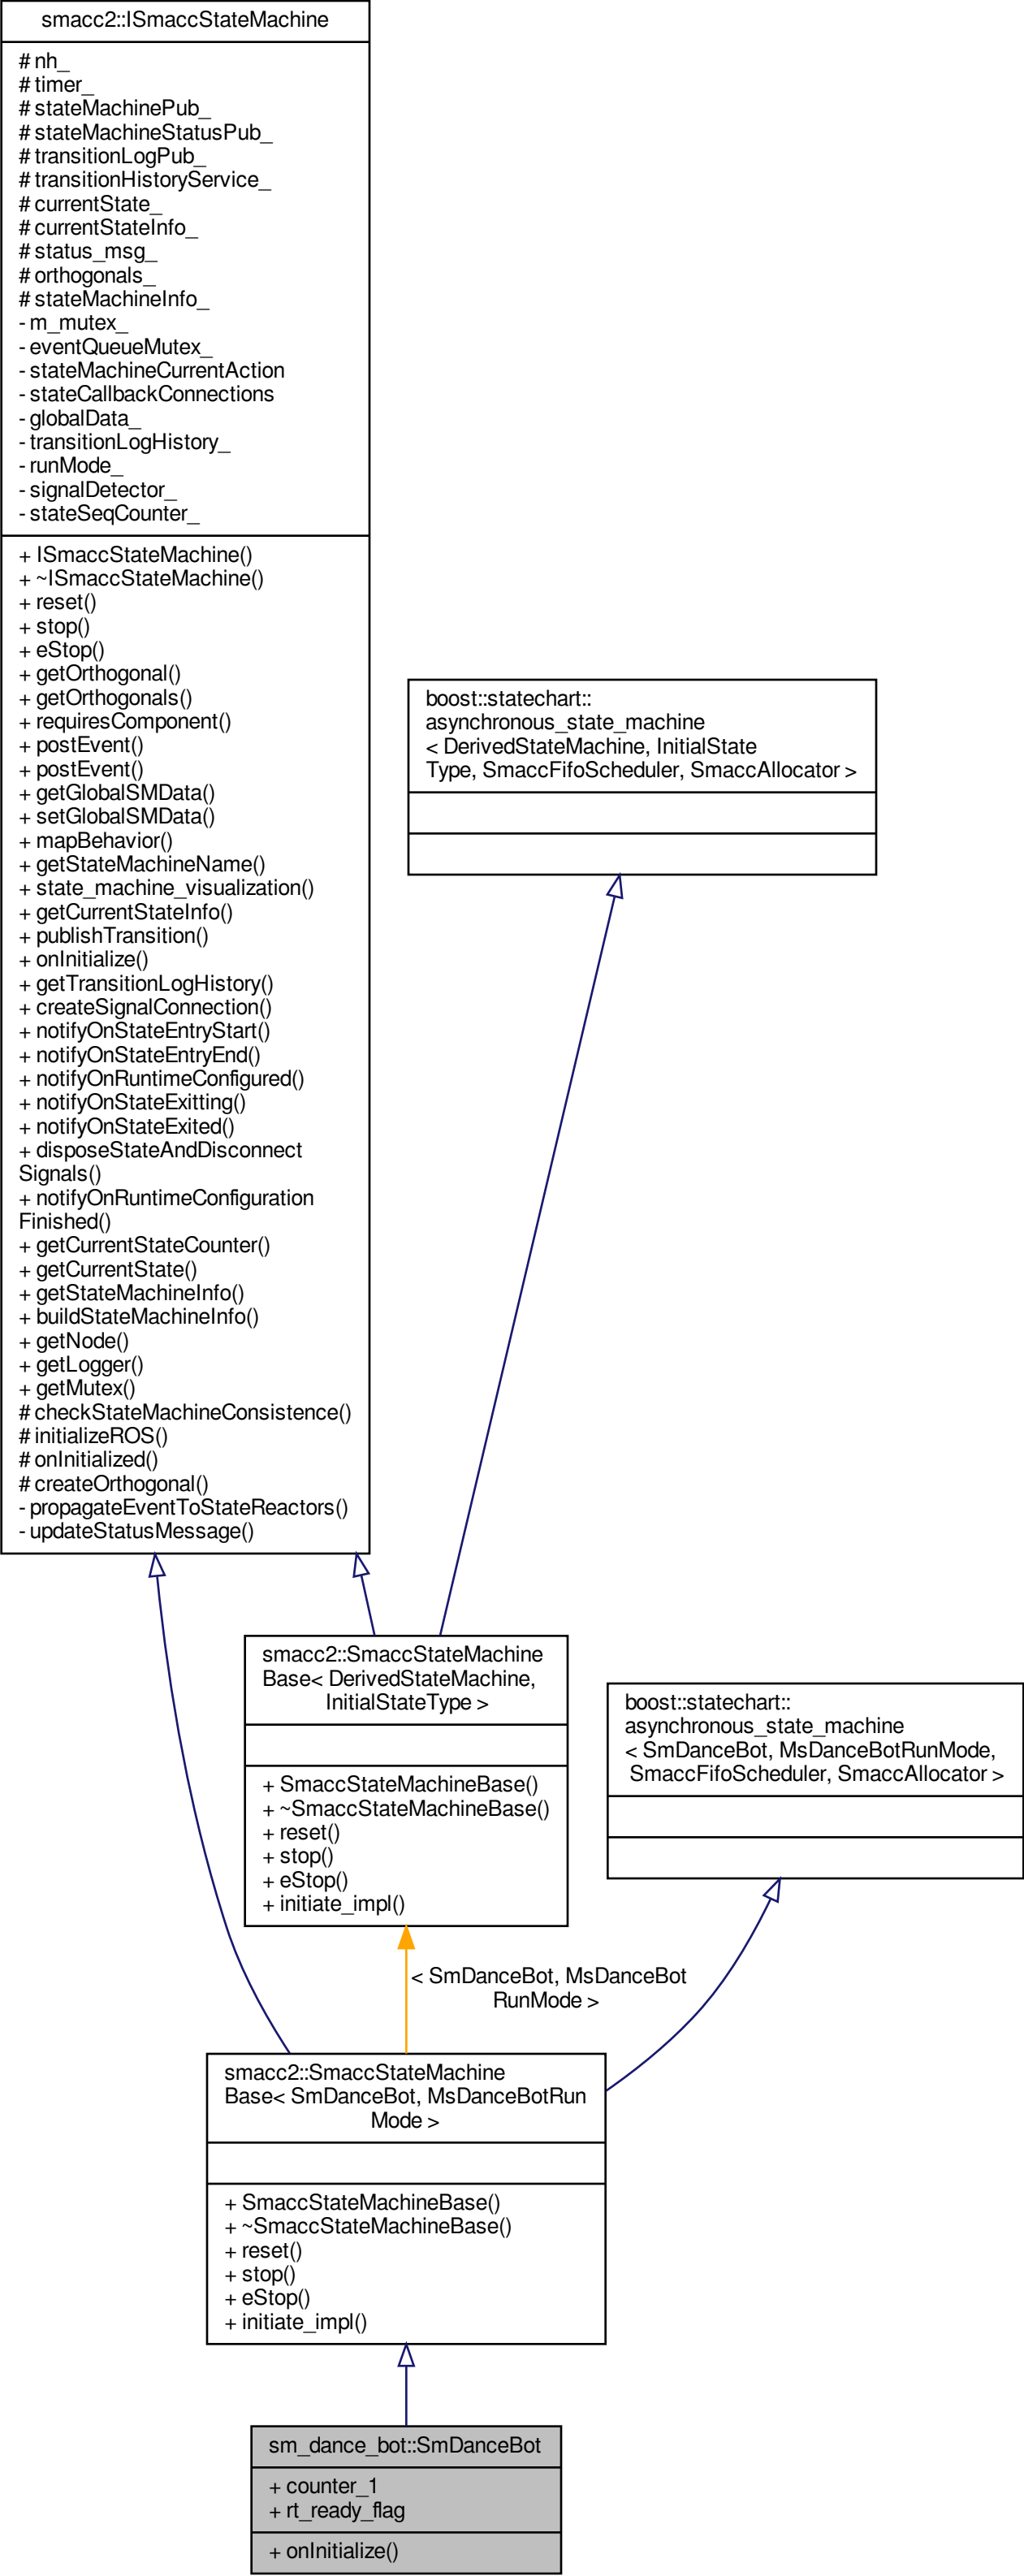 smacc2::ISmaccStateMachine
# nh_
# timer_
# stateMachinePub_
# stateMachineStatusPub_
# transitionLogPub_
# transitionHistoryService_
# currentState_
# currentStateInfo_
# status_msg_
# orthogonals_
# stateMachineInfo_
- m_mutex_
- eventQueueMutex_
- stateMachineCurrentAction
- stateCallbackConnections
- globalData_
- transitionLogHistory_
- runMode_
- signalDetector_
- stateSeqCounter_
+ ISmaccStateMachine()
+ ~ISmaccStateMachine()
+ reset()
+ stop()
+ eStop()
+ getOrthogonal()
+ getOrthogonals()
+ requiresComponent()
+ postEvent()
+ postEvent()
+ getGlobalSMData()
+ setGlobalSMData()
+ mapBehavior()
+ getStateMachineName()
+ state_machine_visualization()
+ getCurrentStateInfo()
+ publishTransition()
+ onInitialize()
+ getTransitionLogHistory()
+ createSignalConnection()
+ notifyOnStateEntryStart()
+ notifyOnStateEntryEnd()
+ notifyOnRuntimeConfigured()
+ notifyOnStateExitting()
+ notifyOnStateExited()
+ disposeStateAndDisconnect
Signals()
+ notifyOnRuntimeConfiguration
Finished()
+ getCurrentStateCounter()
+ getCurrentState()
+ getStateMachineInfo()
+ buildStateMachineInfo()
+ getNode()
+ getLogger()
+ getMutex()
# checkStateMachineConsistence()
# initializeROS()
# onInitialized()
# createOrthogonal()
- propagateEventToStateReactors()
- updateStatusMessage()
boost::statechart::
asynchronous_state_machine
< DerivedStateMachine, InitialState
Type, SmaccFifoScheduler, SmaccAllocator >
smacc2::SmaccStateMachine
Base< DerivedStateMachine,
InitialStateType >
+ SmaccStateMachineBase()
+ ~SmaccStateMachineBase()
+ reset()
+ stop()
+ eStop()
+ initiate_impl()
boost::statechart::
asynchronous_state_machine
< SmDanceBot, MsDanceBotRunMode,
SmaccFifoScheduler, SmaccAllocator >
< SmDanceBot, MsDanceBot
RunMode >
smacc2::SmaccStateMachine
Base< SmDanceBot, MsDanceBotRun
Mode >
+ SmaccStateMachineBase()
+ ~SmaccStateMachineBase()
+ reset()
+ stop()
+ eStop()
+ initiate_impl()
sm_dance_bot::SmDanceBot
+ counter_1
+ rt_ready_flag
+ onInitialize()